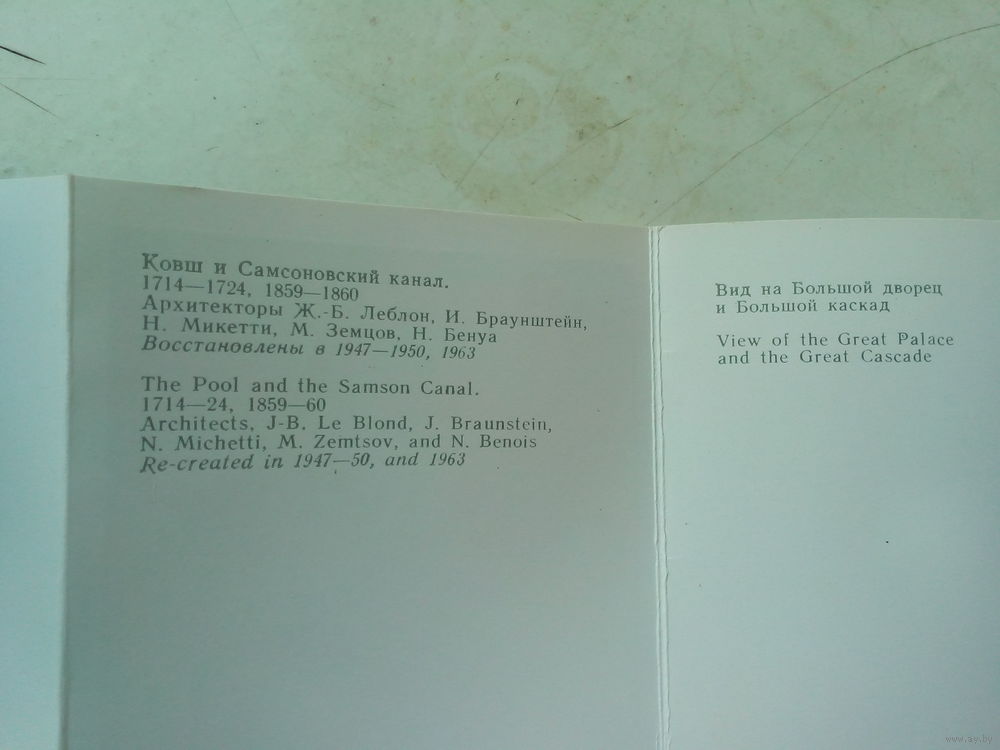 Ковш и Самсоновский канал.
1714—1724, 1859—1860
Архитекторы Ж.-Б. Леблон, И. Браунштейн,
Н. Микетти, М. Земцов, Н. Бенуа
Восстановлены в 1947—1950, 1963
The Pool and the Samson Canal.
1714—24, 1859—60
Architects, J-B. Le Blond, J. Braunstein,
N. Michetti, M. Zemtsov, and N. Benois
Re-created in 1947—50, and 1963
Вид на Большой дворец
и Большой каскад
View of the Great Palace
and the Great Cascade
www.ay.by